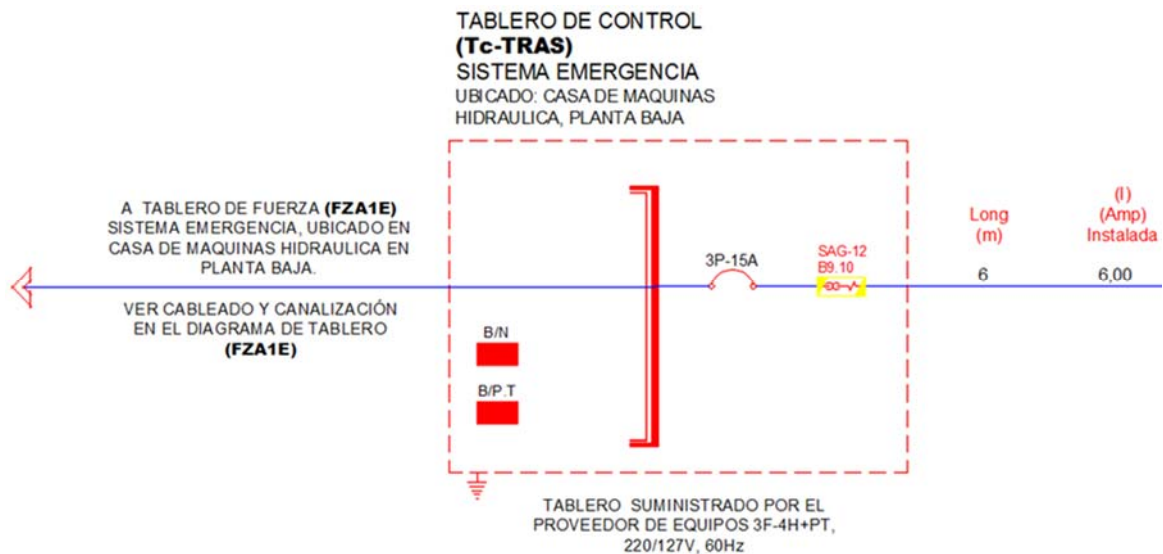 TABLERO DE CONTROL
(Tc-TRAS)
SISTEMA EMERGENCIA
UBICADO: CASA DE MAQUINAS
HIDRAULICA, PLANTA BAJA
A TABLERO DE FUERZA (FZA1E)
SISTEMA EMERGENCIA, UBICADO EN
CASA DE MAQUINAS HIDRAULICA EN
PLANTA BAJA.
VER CABLEADO Y CANALIZACIÓN
EN EL DIAGRAMA DE TABLERO
(FZA1E)
B/N
B/P.T
3P-15A
SAG-12
B9.10
Long
(m)
6
(I)
(Amp)
Instalada
6,00
TABLERO SUMINISTRADO POR EL
PROVEEDOR DE EQUIPOS 3F-4H+PT,
220/127V, 60Hz